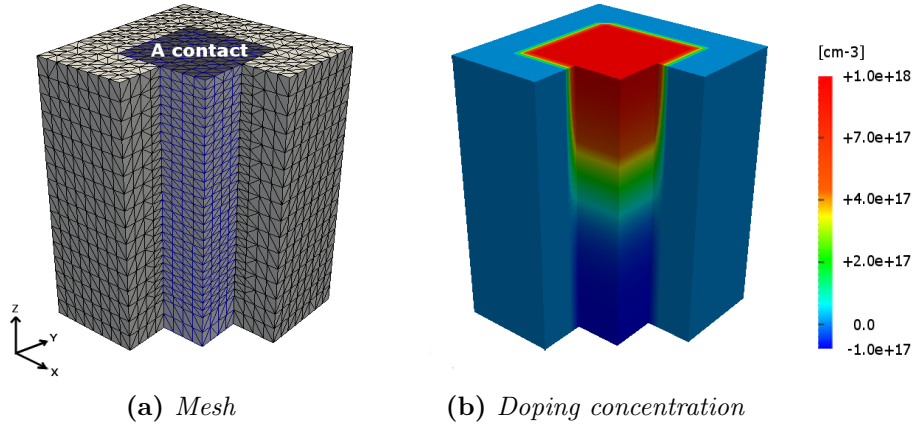 A contact
Z
Y
X
[cm-3]
+1.0e+18
+7.0e+17
+4.0e+17
+2.0e+17
0.0
-1.0e+17
(a) Mesh
(b) Doping concentration